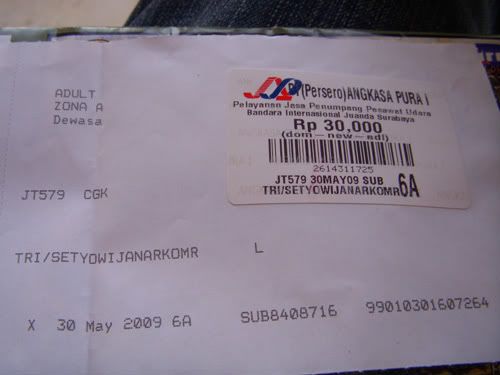 ADULT
ZONA A
Dewasa
PT(Persero)ANGKASA PURA I
Pelayanan Jasa Penumpang Pesawat Udara
Bandara Internasional Juanda Surabaya
Rp 30,000
(dom-new-sdl)
2614311725
JT579 30MAY09 SUB
TRI/SETYOWIJANARKOMR 6A
JT579 CGK
TRI/SETYOWIJANARKOMR L
X 30 May 2009 6A SUB8408716 99010301607264